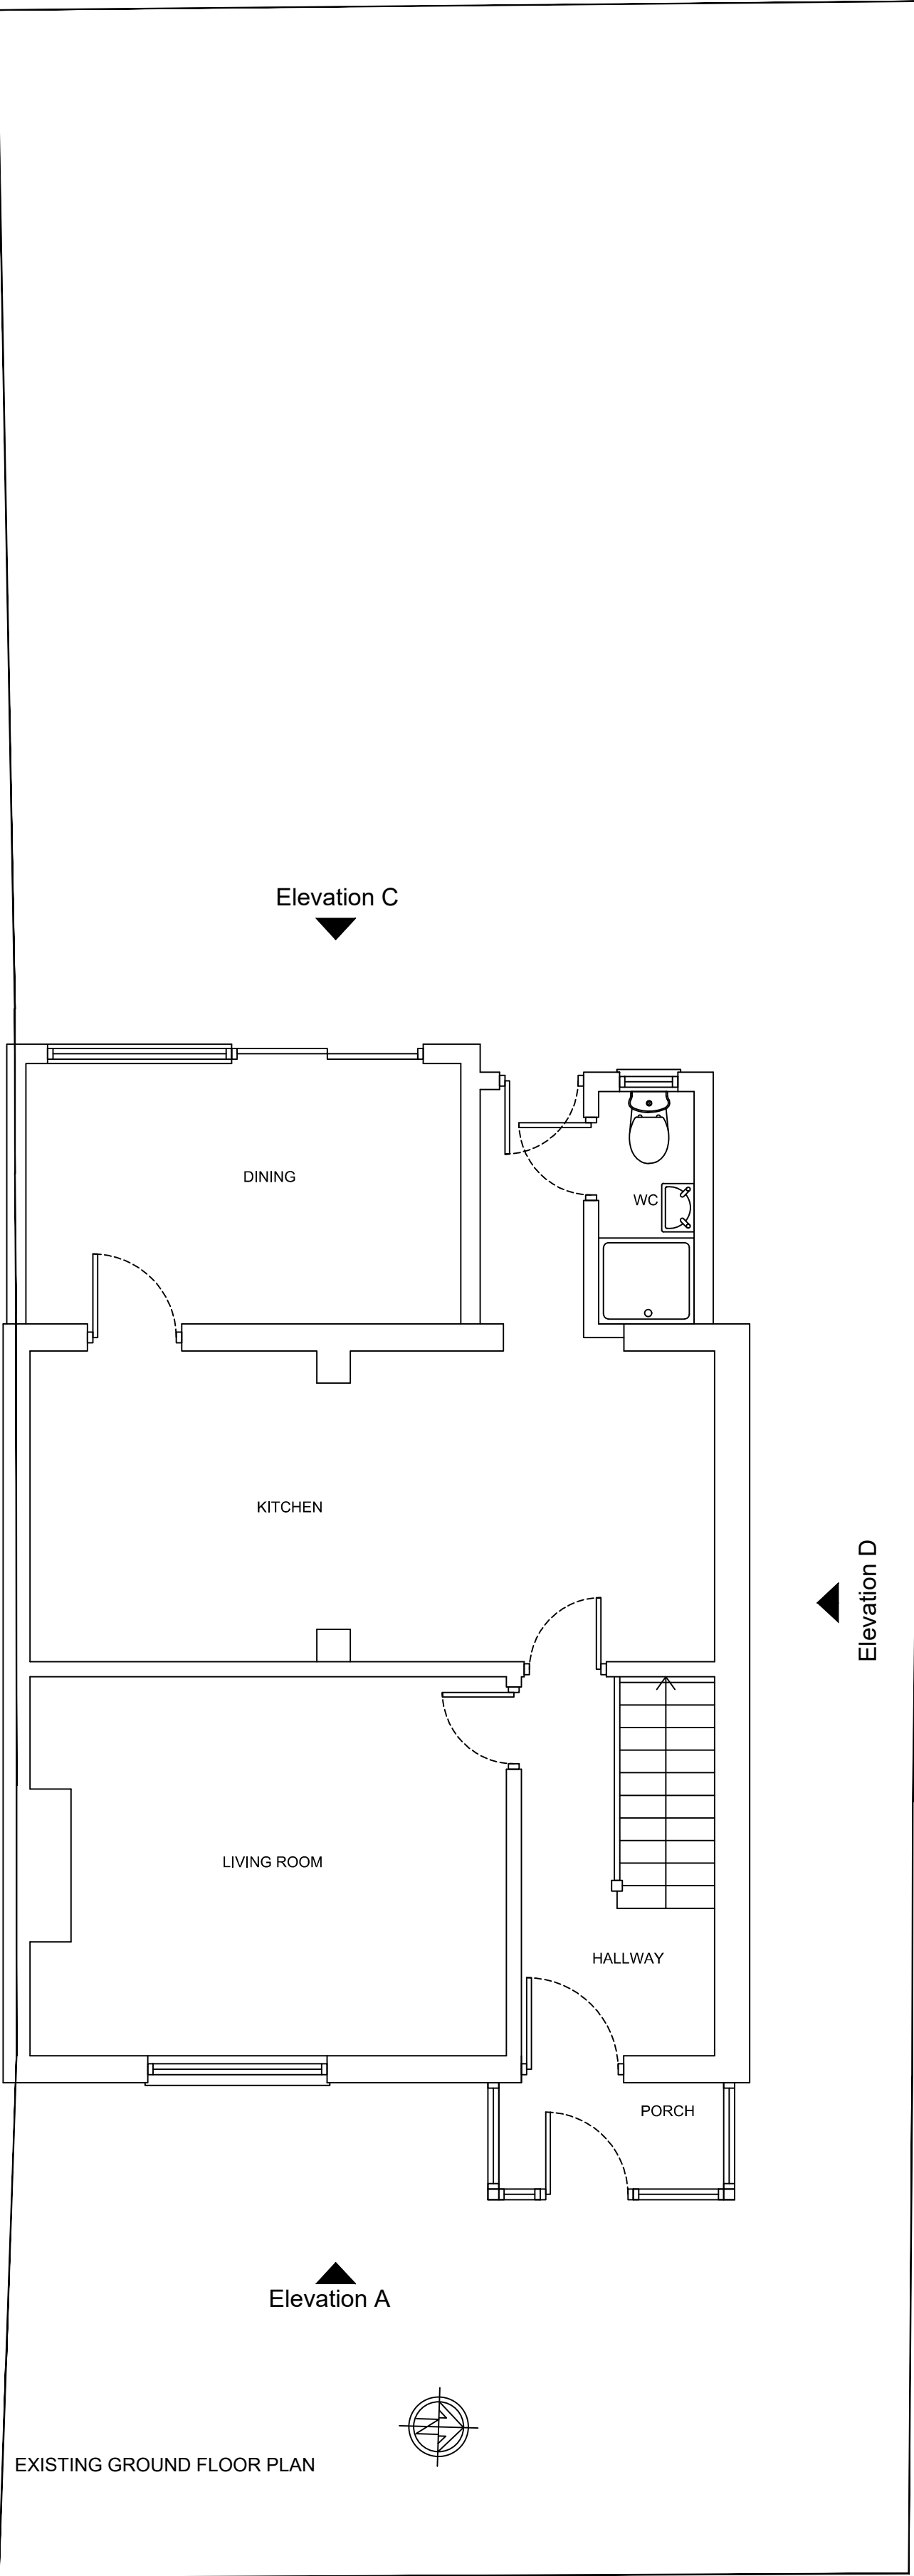 Elevation C
DINING
WC
KITCHEN
Elevation D
LIVING ROOM
HALLWAY
PORCH
Elevation A
N
EXISTING GROUND FLOOR PLAN